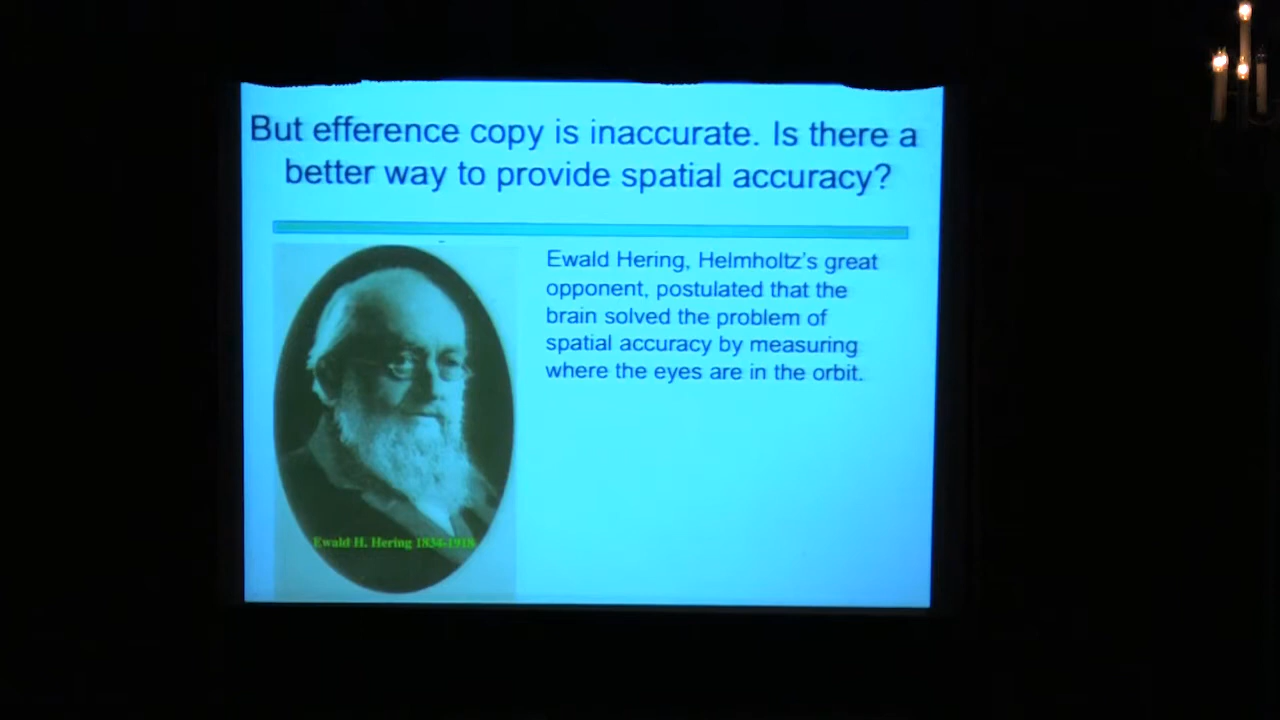 But efference copy is inaccurate. Is there a
better way to provide spatial accuracy?
Ewald Hering, Helmholtz's great
opponent, postulated that the
brain solved the problem of
spatial accuracy by measuring
where the eyes are in the orbit.
Ewald H. Hering 1834-1918